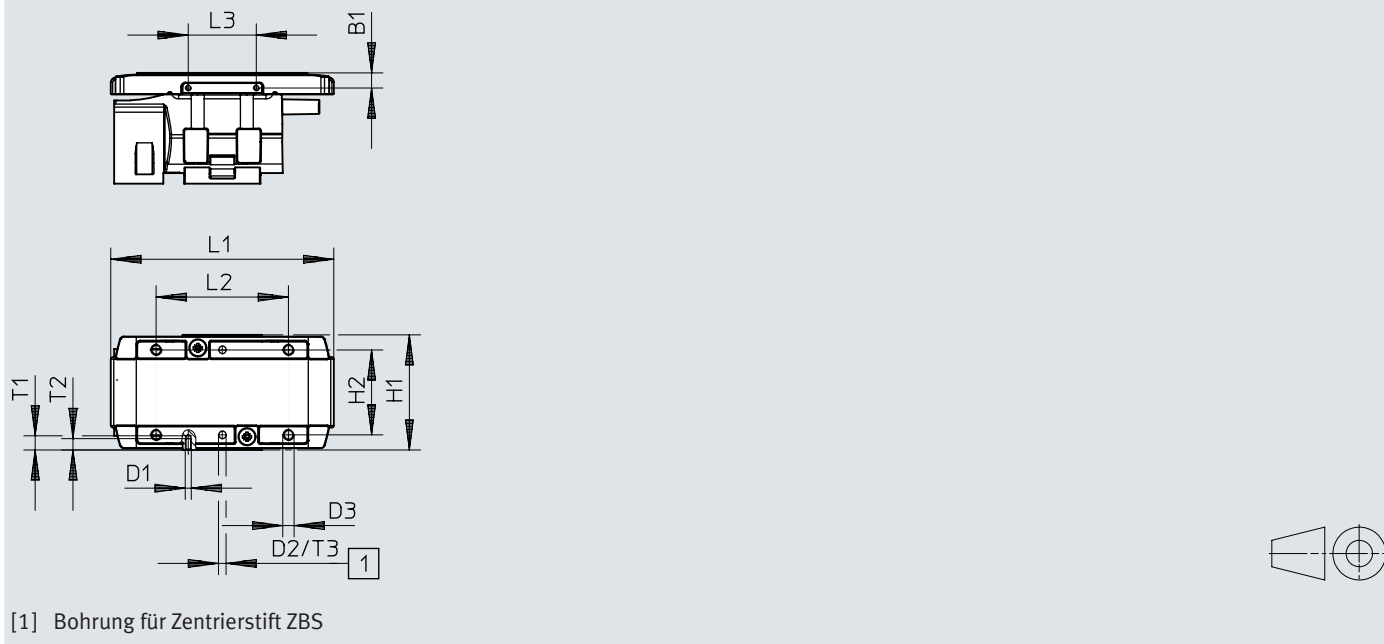 L3
B1
L1
L2
T1
T2
H2
H1
D1
D3
D2/T3
1
[1] Bohrung für Zentrierstift ZBS